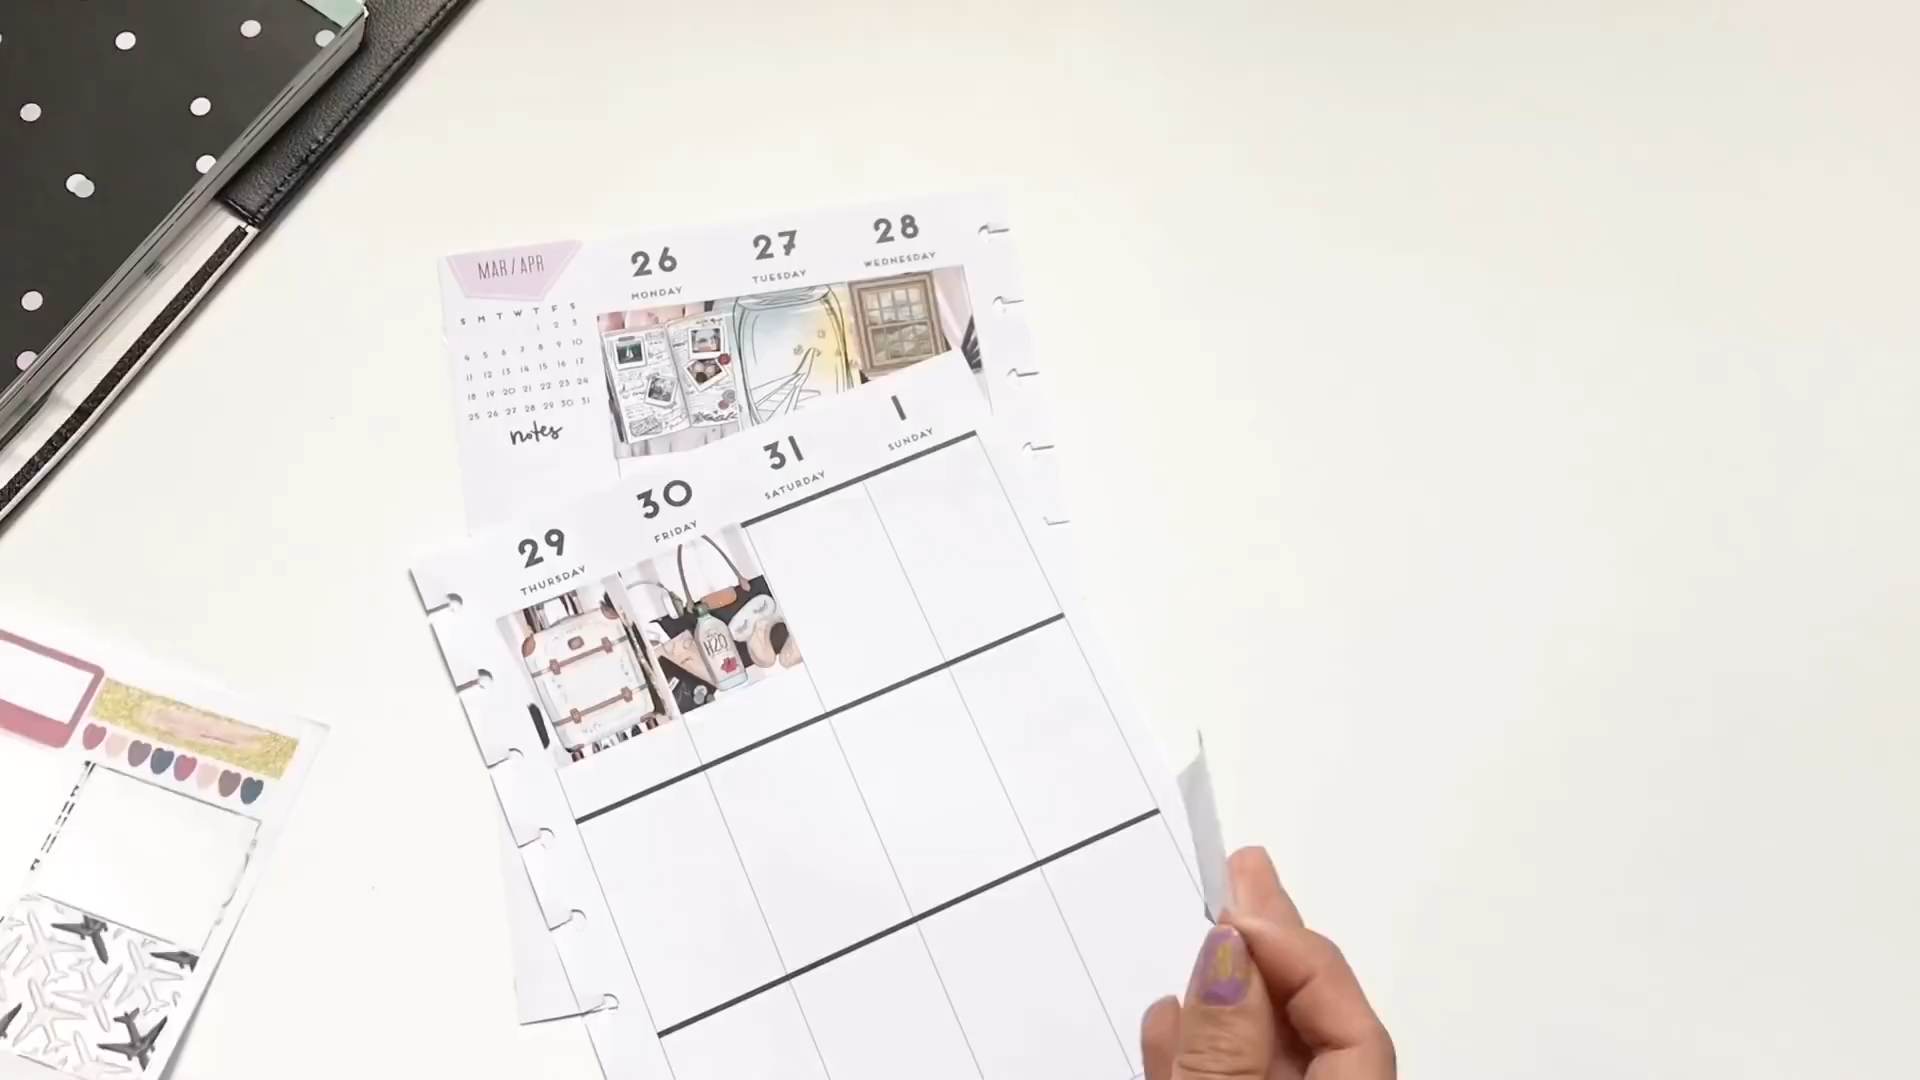 MAR/APR
26
MONDAY
27
TUESDAY
28
WEDNESDAY
S M T W T F S
1 2 3
4 5 6 7 8 9 10
11 12 13 14 15 16 17
18 19 20 21 22 23 24
25 26 27 28 29 30 31
notes
29
THURSDAY
30
FRIDAY
31
SATURDAY
1
SUNDAY
H2O